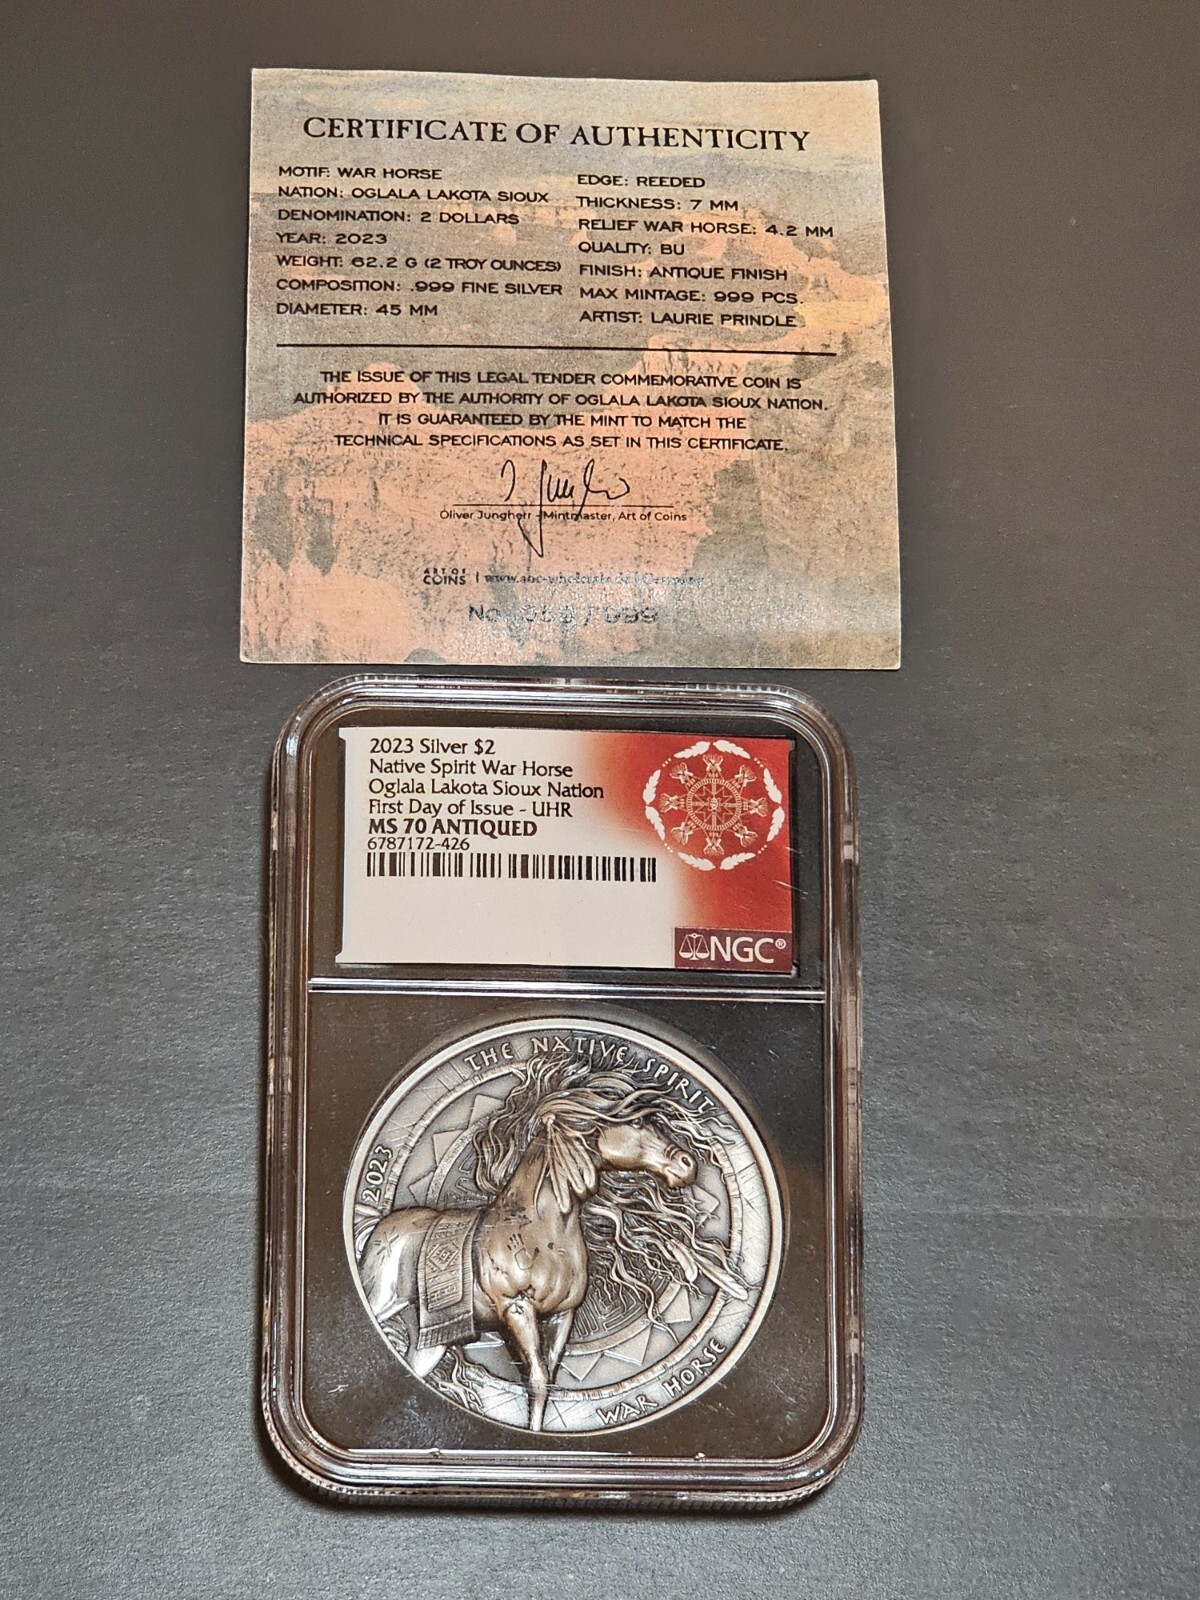 CERTIFICATE OF AUTHENTICITY
MOTIF: WAR HORSE
NATION: OGLALA LAKOTA SIOUX
DENOMINATION: 2 DOLLARS
YEAR: 2023
WEIGHT: 62.2 G (2 TROY OUNCES)
COMPOSITION: .999 FINE SILVER
DIAMETER: 45 MM
EDGE: REEDED
THICKNESS: 7 MM
RELIEF WAR HORSE: 4.2 MM
QUALITY: BU
FINISH: ANTIQUE FINISH
MAX MINTAGE: 999 PCS.
ARTIST: LAURIE PRINDLE
THE ISSUE OF THIS LEGAL TENDER COMMEMORATIVE COIN IS
AUTHORIZED BY THE AUTHORITY OF OGLALA LAKOTA SIOUX NATION.
IT IS GUARANTEED BY THE MINT TO MATCH THE
TECHNICAL SPECIFICATIONS AS SET IN THIS CERTIFICATE.
Oliver Jungherr - Mintmaster, Art of Coins
ART OF
COINS | Germany
No. / 999
2023 Silver $2
Native Spirit War Horse
Oglala Lakota Sioux Nation
First Day of Issue - UHR
MS 70 ANTIQUED
6787172-426
NGC®
THE NATIVE SPIRIT
2023
WAR HORSE